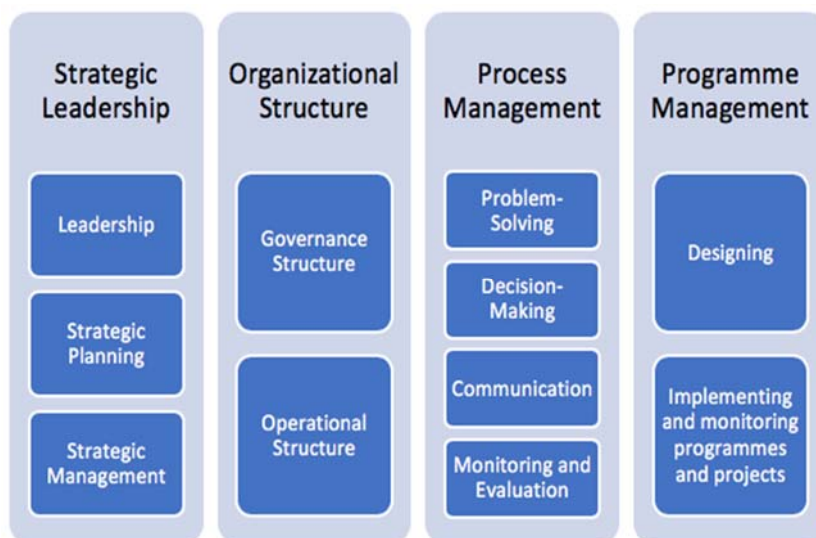 Strategic
Leadership
Leadership
Strategic
Planning
Strategic
Management
Organizational
Structure
Governance
Structure
Operational
Structure
Process
Management
Problem-
Solving
Decision-
Making
Communication
Monitoring and
Evaluation
Programme
Management
Designing
Implementing
and monitoring
programmes
and projects